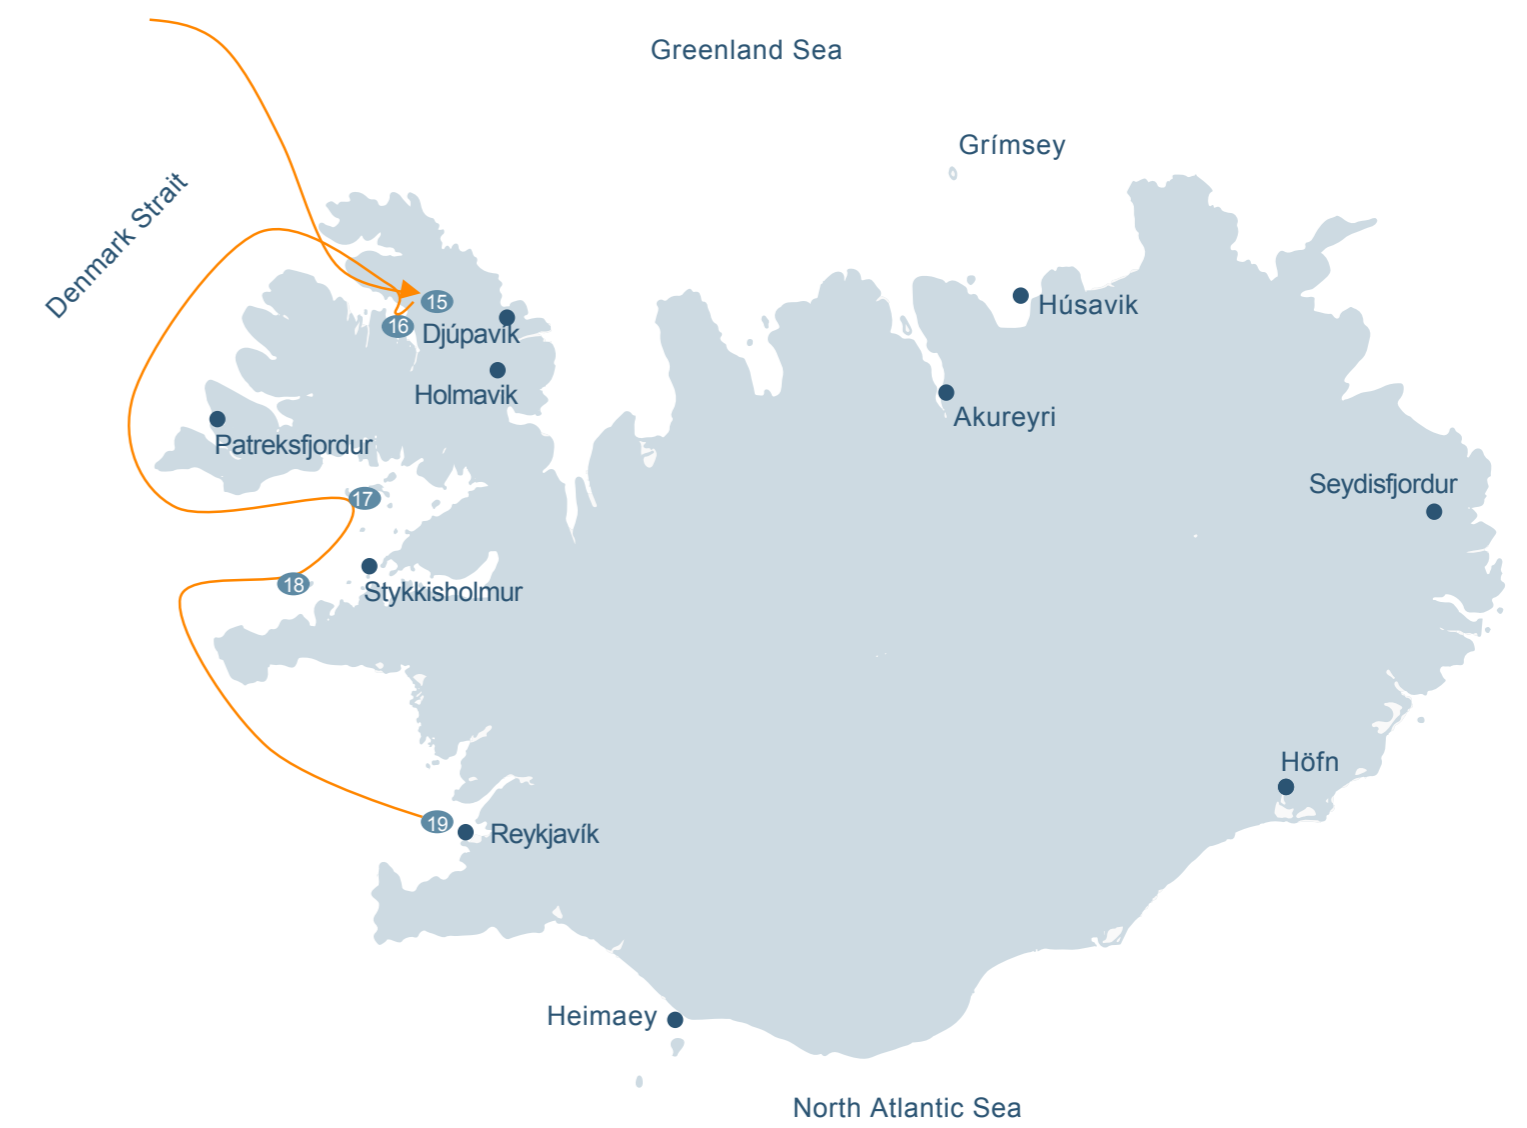 Greenland Sea
Grímsey
Denmark Strait
15
16
Djúpavík
Húsavik
Holmavik
Akureyri
Patreksfjordur
Seydisfjordur
17
18
Stykkisholmur
Höfn
19
Reykjavík
Heimaey
North Atlantic Sea